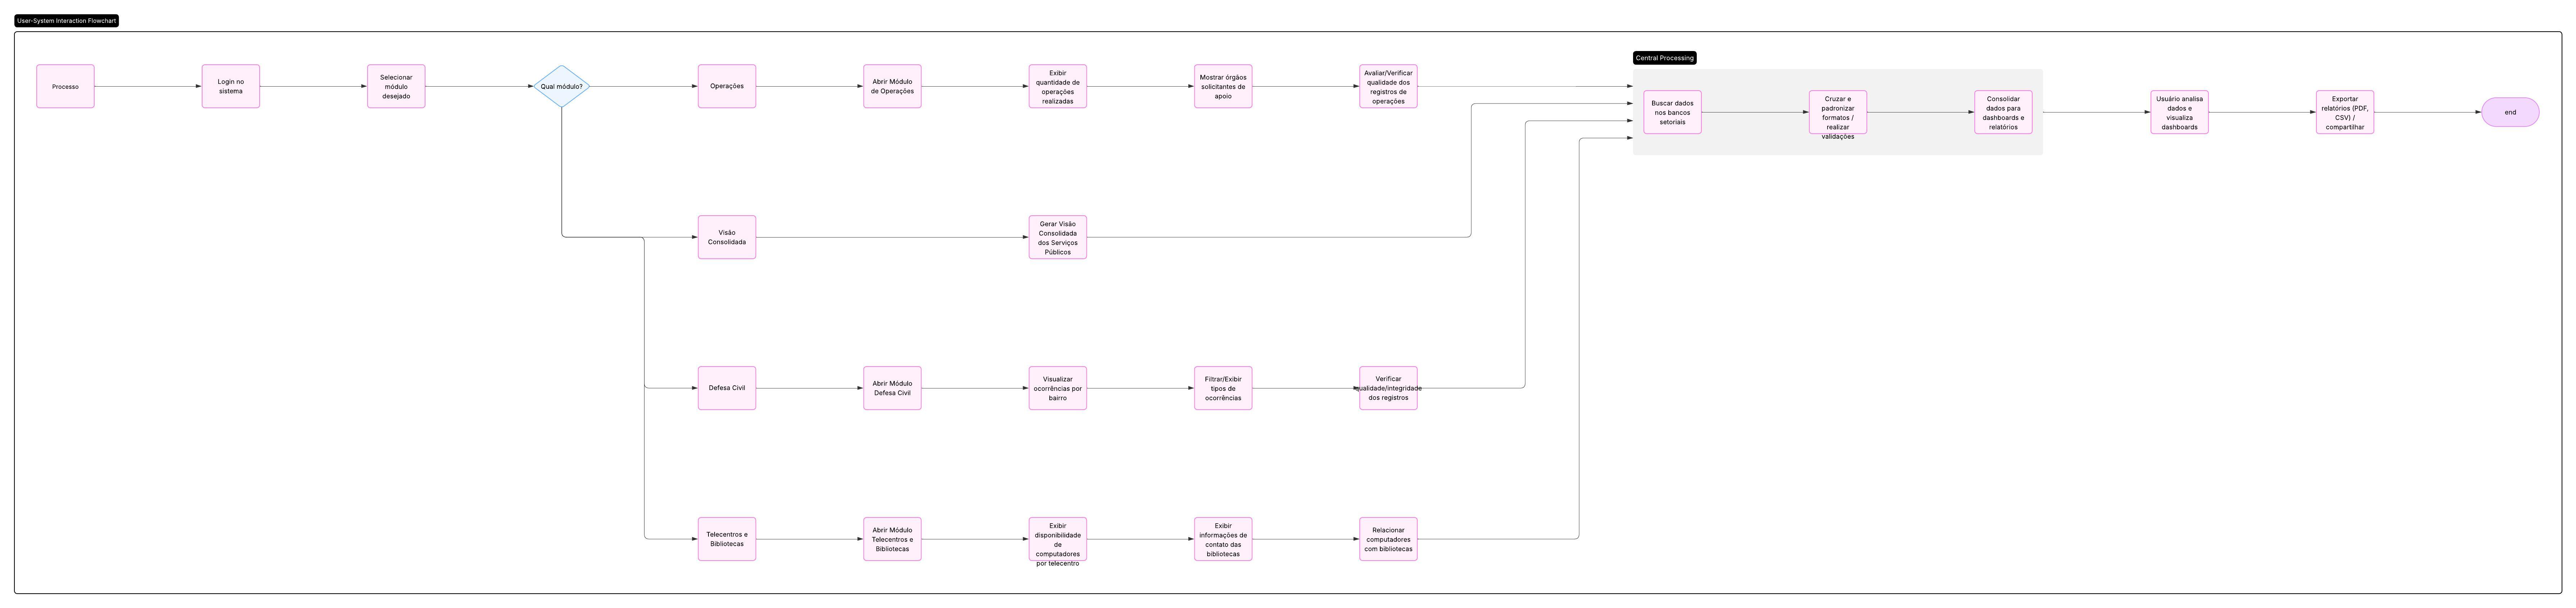 User-System Interaction Flowchart
Central Processing
Processo
Login no
sistema
Selecionar
módulo
desejado
Qual módulo?
Operações
Abrir Módulo
de Operações
Exibir
quantidade de
operações
realizadas
Mostrar órgãos
solicitantes de
apoio
Avaliar/Verificar
qualidade dos
registros de
operações
Buscar dados
nos bancos
setoriais
Cruzar e
padronizar
formatos /
realizar
validações
Consolidar
dados para
dashboards e
relatórios
Usuário analisa
dados e
visualiza
dashboards
Exportar
relatórios (PDF,
CSV) /
compartilhar
end
Visão
Consolidada
Gerar Visão
Consolidada
dos Serviços
Públicos
Defesa Civil
Abrir Módulo
Defesa Civil
Visualizar
ocorrências por
bairro
Filtrar/Exibir
tipos de
ocorrências
Verificar
qualidade/integridade
dos registros
Telecentros e
Bibliotecas
Abrir Módulo
Telecentros e
Bibliotecas
Exibir
disponibilidade
de
computadores
por telecentro
Exibir
informações de
contato das
bibliotecas
Relacionar
computadores
com bibliotecas